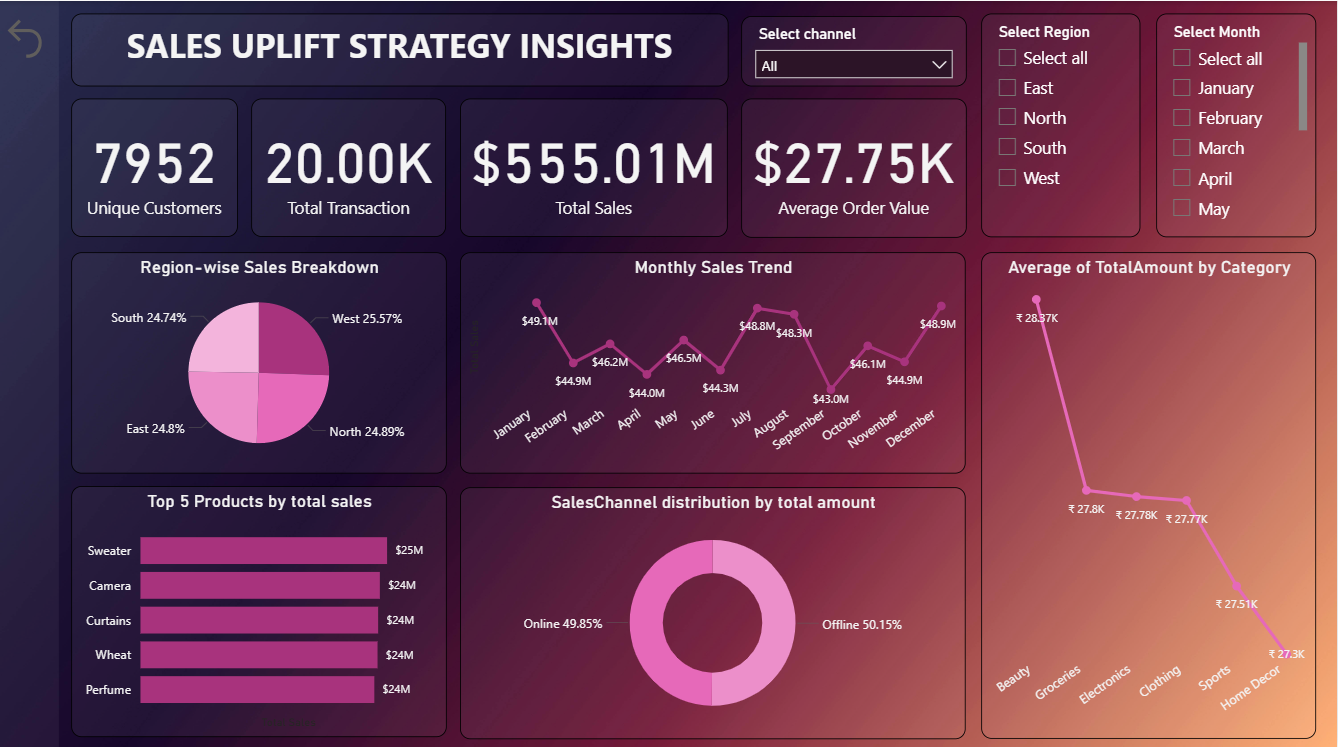 SALES UPLIFT STRATEGY INSIGHTS
Select channel
All
Select Region
Select all
East
North
South
West
Select Month
Select all
January
February
March
April
May
7952
Unique Customers
20.00K
Total Transaction
$555.01M
Total Sales
$27.75K
Average Order Value
Region-wise Sales Breakdown
South 24.74%
West 25.57%
East 24.8%
North 24.89%
Monthly Sales Trend
$49.1M
$44.9M
$46.2M
$44.0M
$46.5M
$44.3M
$48.8M
$48.3M
$43.0M
$46.1M
$44.9M
$48.9M
January
February
March
April
May
June
July
August
September
October
November
December
Average of TotalAmount by Category
₹ 28.37K
₹ 27.8K
₹ 27.78K
₹ 27.77K
₹ 27.51K
₹ 27.3K
Beauty
Groceries
Electronics
Clothing
Sports
Home Decor
Top 5 Products by total sales
Sweater $25M
Camera $24M
Curtains $24M
Wheat $24M
Perfume $24M
SalesChannel distribution by total amount
Online 49.85%
Offline 50.15%